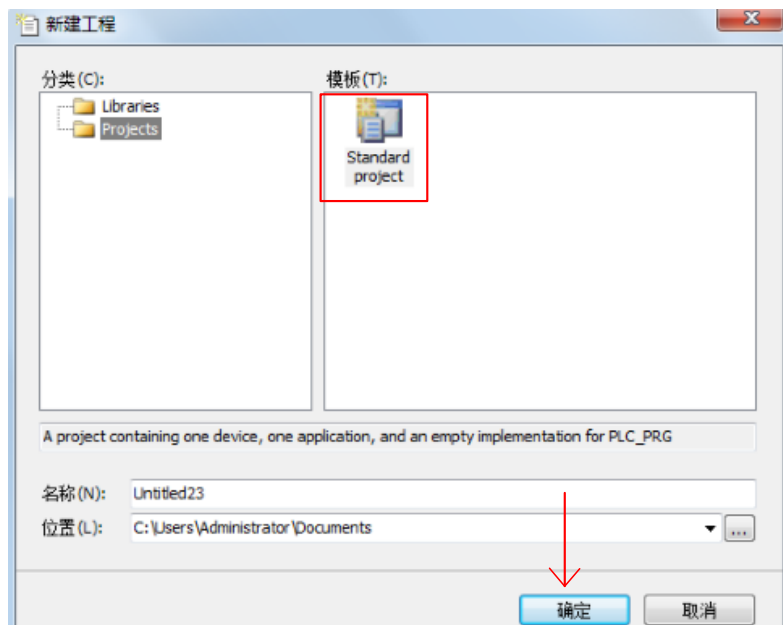 新建工程
分类(C):
模板(T):
Libraries
Projects
Standard
project
A project containing one device, one application, and an empty implementation for PLC_PRG
名称(N):
Untitled23
位置(L):
C:\Users\Administrator\Documents
...
确定
取消